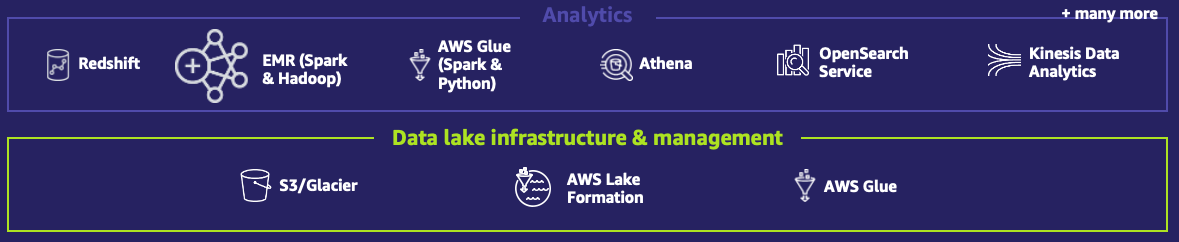 Analytics
+ many more
Redshift
EMR (Spark
& Hadoop)
AWS Glue
(Spark &
Python)
Athena
OpenSearch
Service
Kinesis Data
Analytics
Data lake infrastructure & management
S3/Glacier
AWS Lake
Formation
AWS Glue